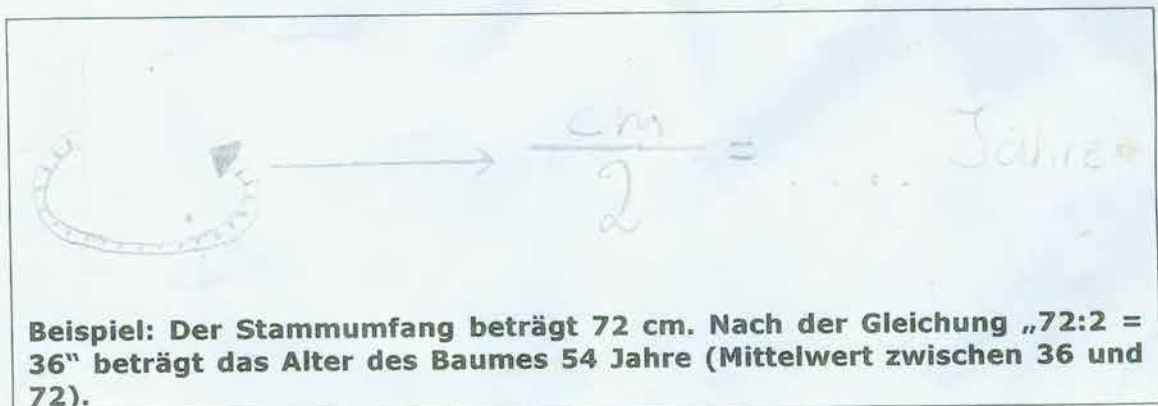 cm
2
= .... Jahre
Beispiel: Der Stammumfang beträgt 72 cm. Nach der Gleichung „72:2 =
36“ beträgt das Alter des Baumes 54 Jahre (Mittelwert zwischen 36 und
72).